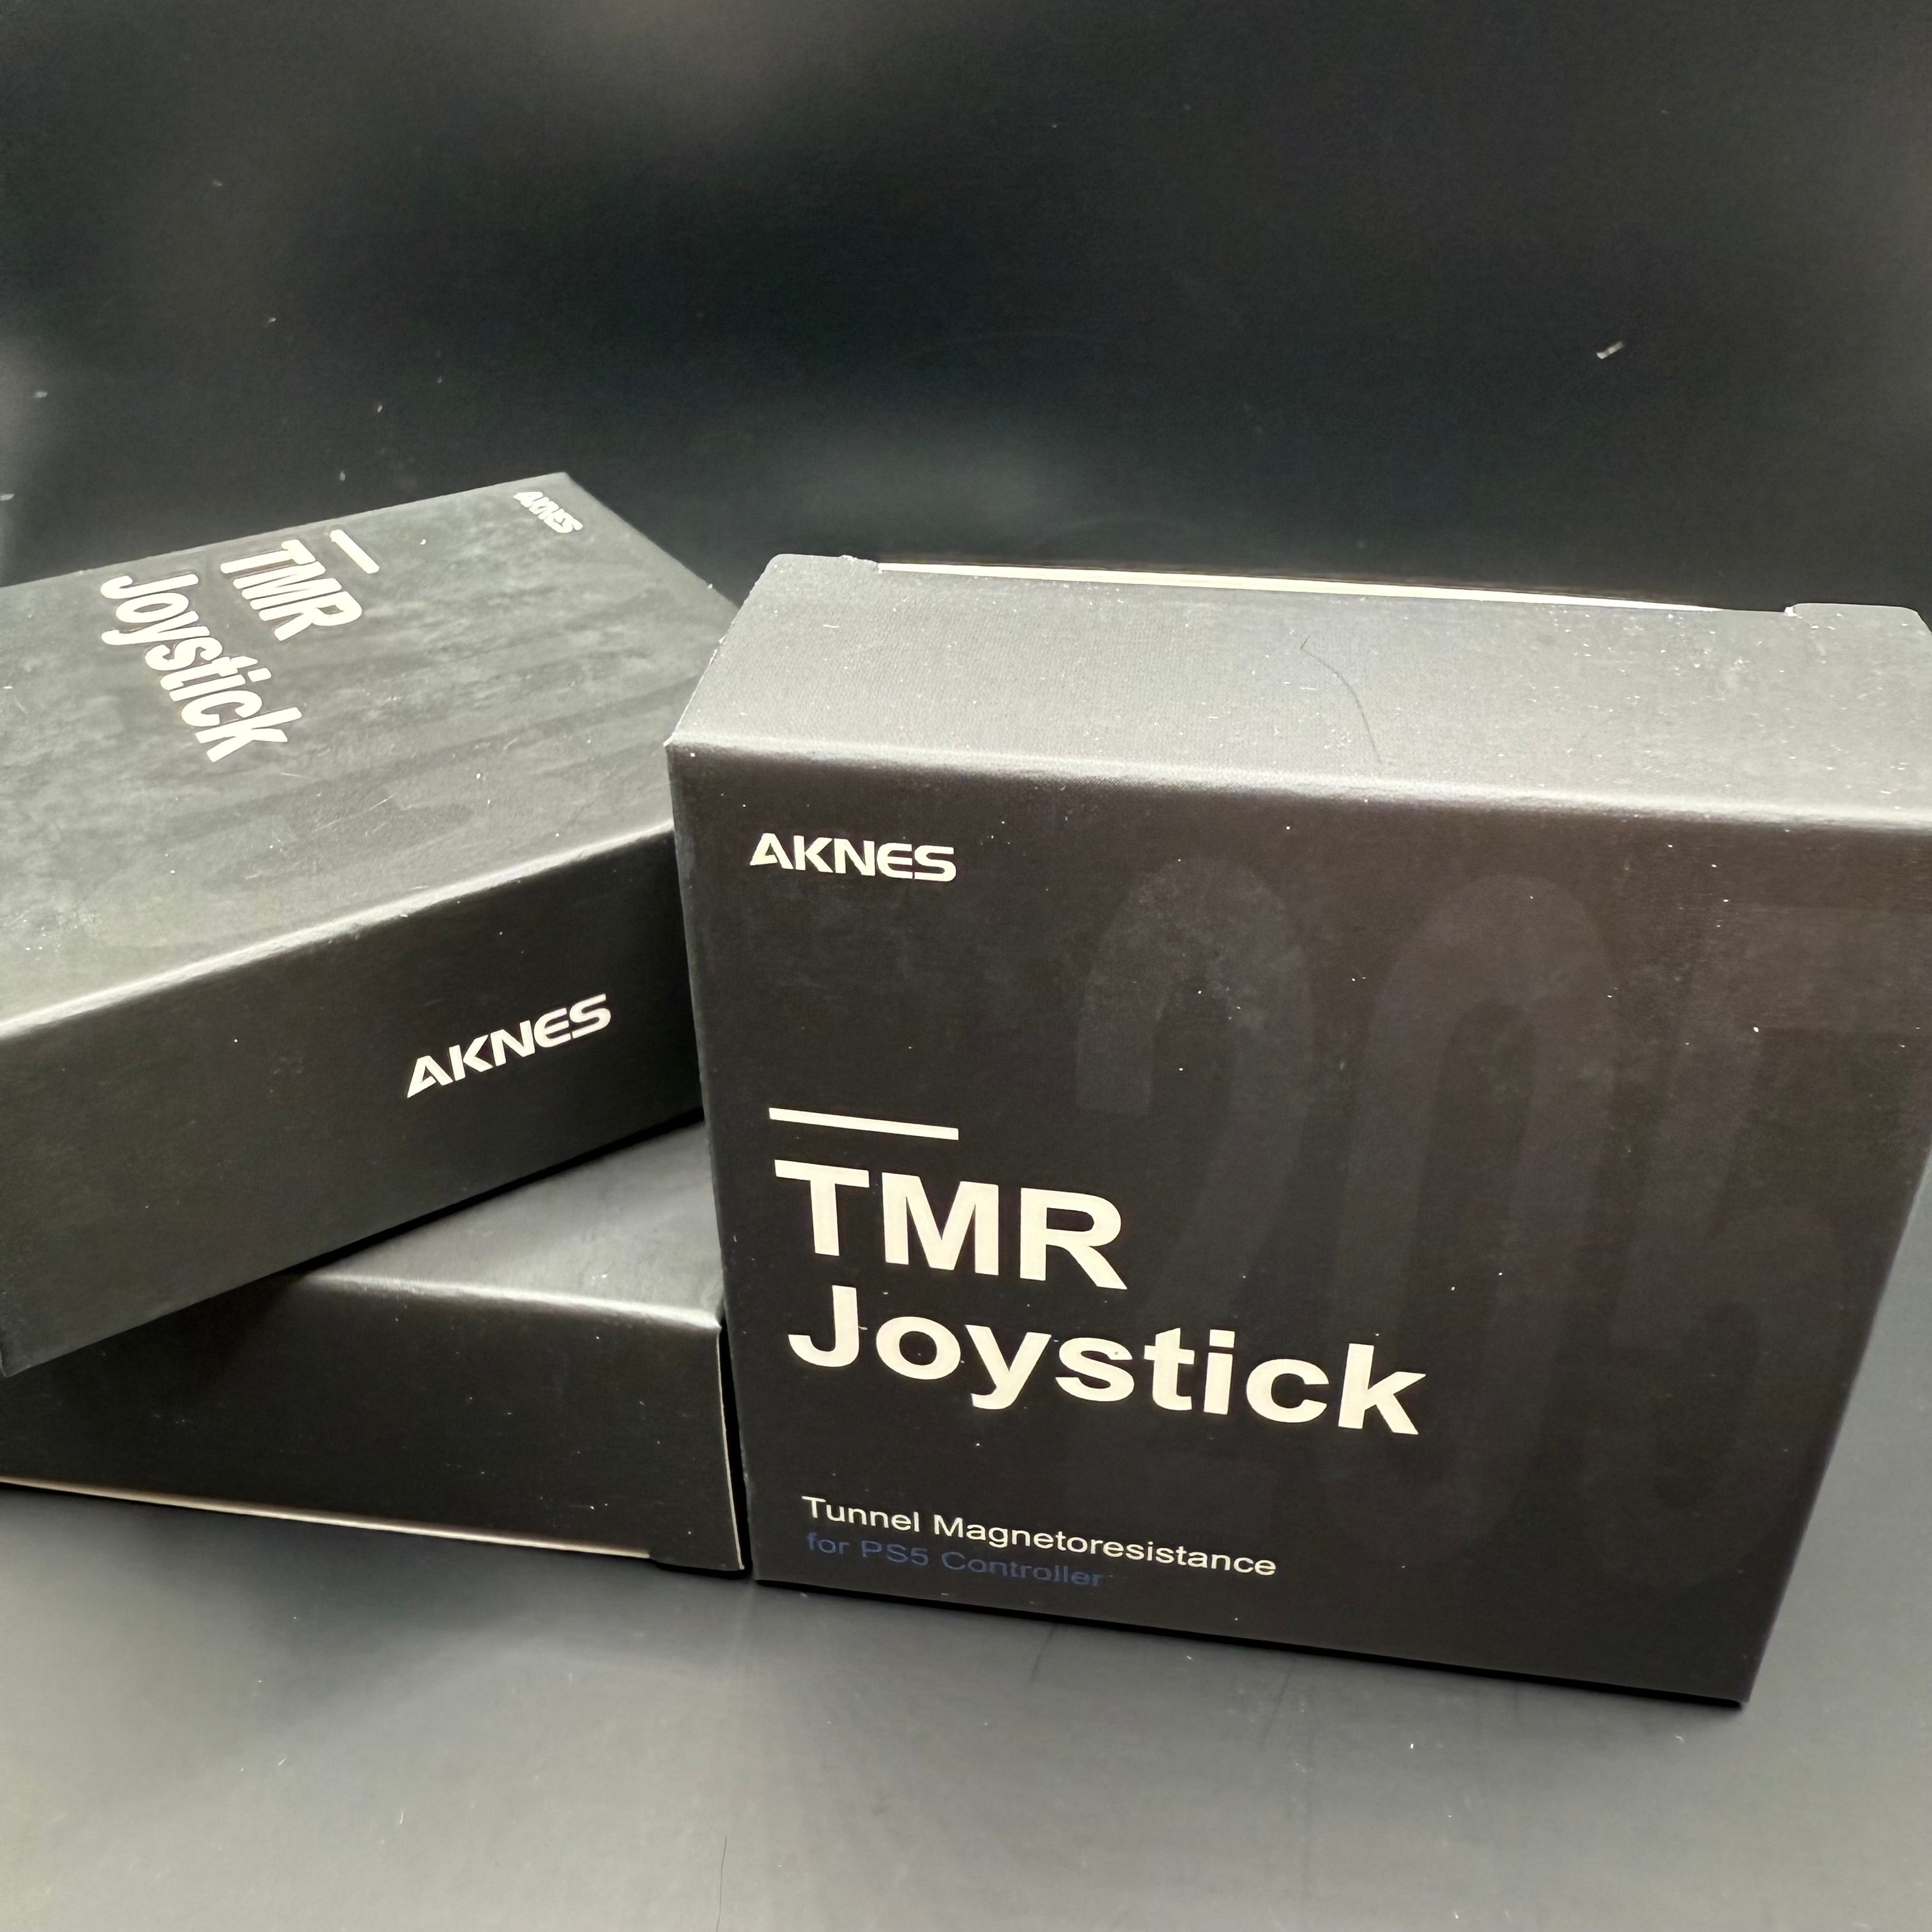 AKNES
TMR
Joystick
AKNES
AKNES
TMR
Joystick
Tunnel Magnetoresistance
for PS5 Controller